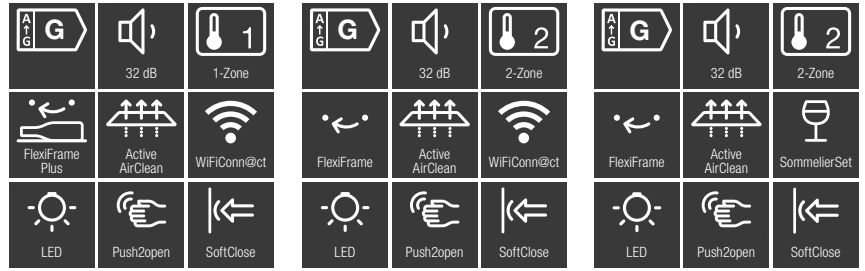 A
G
G
32 dB
1
1-Zone
FlexiFrame
Plus
Active
AirClean
WiFiConn@ct
LED
Push2open
SoftClose
A
G
G
32 dB
2
2-Zone
FlexiFrame
Active
AirClean
WiFiConn@ct
LED
Push2open
SoftClose
A
G
G
32 dB
2
2-Zone
FlexiFrame
Active
AirClean
SommelierSet
LED
Push2open
SoftClose